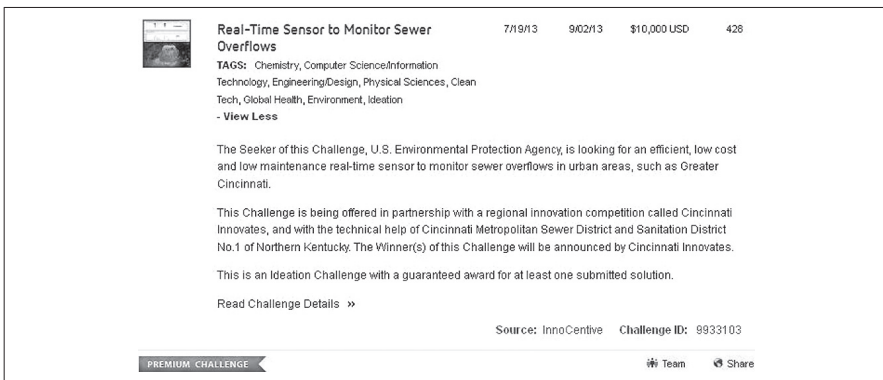 Real-Time Sensor to Monitor Sewer Overflows 7/19/13 9/02/13 $10,000 USD 428
TAGS: Chemistry, Computer Science/Information
Technology, Engineering/Design, Physical Sciences, Clean
Tech, Global Health, Environment, Ideation
- View Less
The Seeker of this Challenge, U.S. Environmental Protection Agency, is looking for an efficient, low cost
and low maintenance real-time sensor to monitor sewer overflows in urban areas, such as Greater
Cincinnati.
This Challenge is being offered in partnership with a regional innovation competition called Cincinnati
Innovates, and with the technical help of Cincinnati Metropolitan Sewer District and Sanitation District
No.1 of Northern Kentucky. The Winner(s) of this Challenge will be announced by Cincinnati Innovates.
This is an Ideation Challenge with a guaranteed award for at least one submitted solution.
Read Challenge Details »
Source: InnoCentive Challenge ID: 9933103
PREMIUM CHALLENGE Team Share